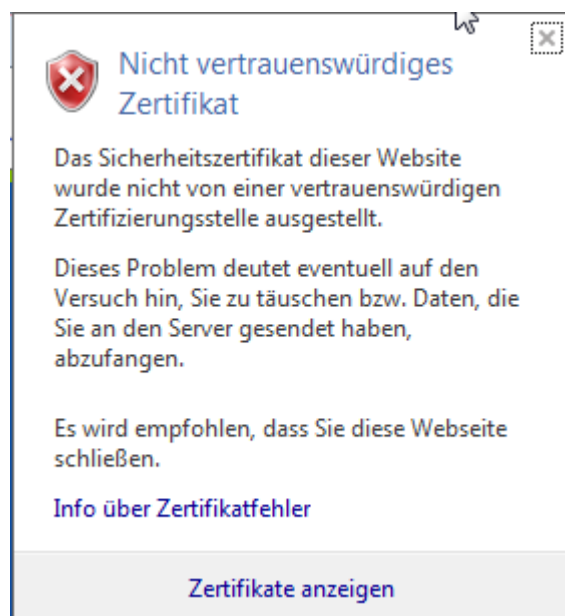 Nicht vertrauenswürdiges
Zertifikat
Das Sicherheitszertifikat dieser Website
wurde nicht von einer vertrauenswürdigen
Zertifizierungsstelle ausgestellt.
Dieses Problem deutet eventuell auf den
Versuch hin, Sie zu täuschen bzw. Daten, die
Sie an den Server gesendet haben,
abzufangen.
Es wird empfohlen, dass Sie diese Webseite
schließen.
Info über Zertifikatfehler
Zertifikate anzeigen